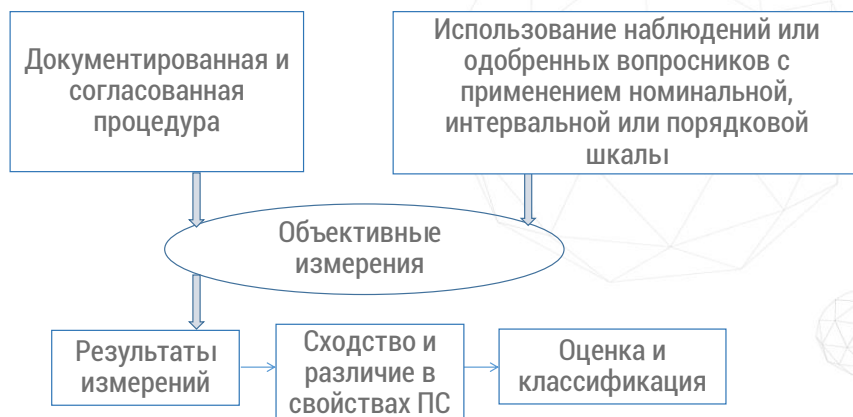 Документированная и
согласованная
процедура
Использование наблюдений или
одобренных вопросников с
применением номинальной,
интервальной или порядковой
шкалы
Объективные
измерения
Результаты
измерений
Сходство и
различие в
свойствах ПС
Оценка и
классификация